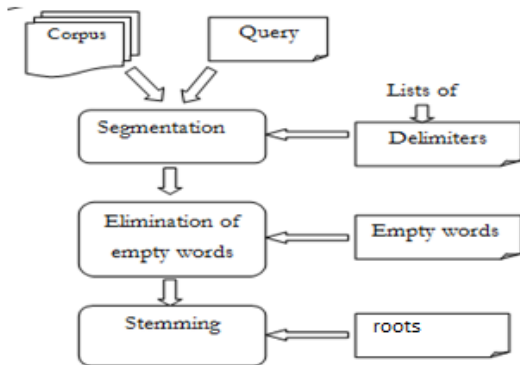 Corpus
Query
Lists of
Segmentation
Delimiters
Elimination of
empty words
Empty words
Stemming
roots